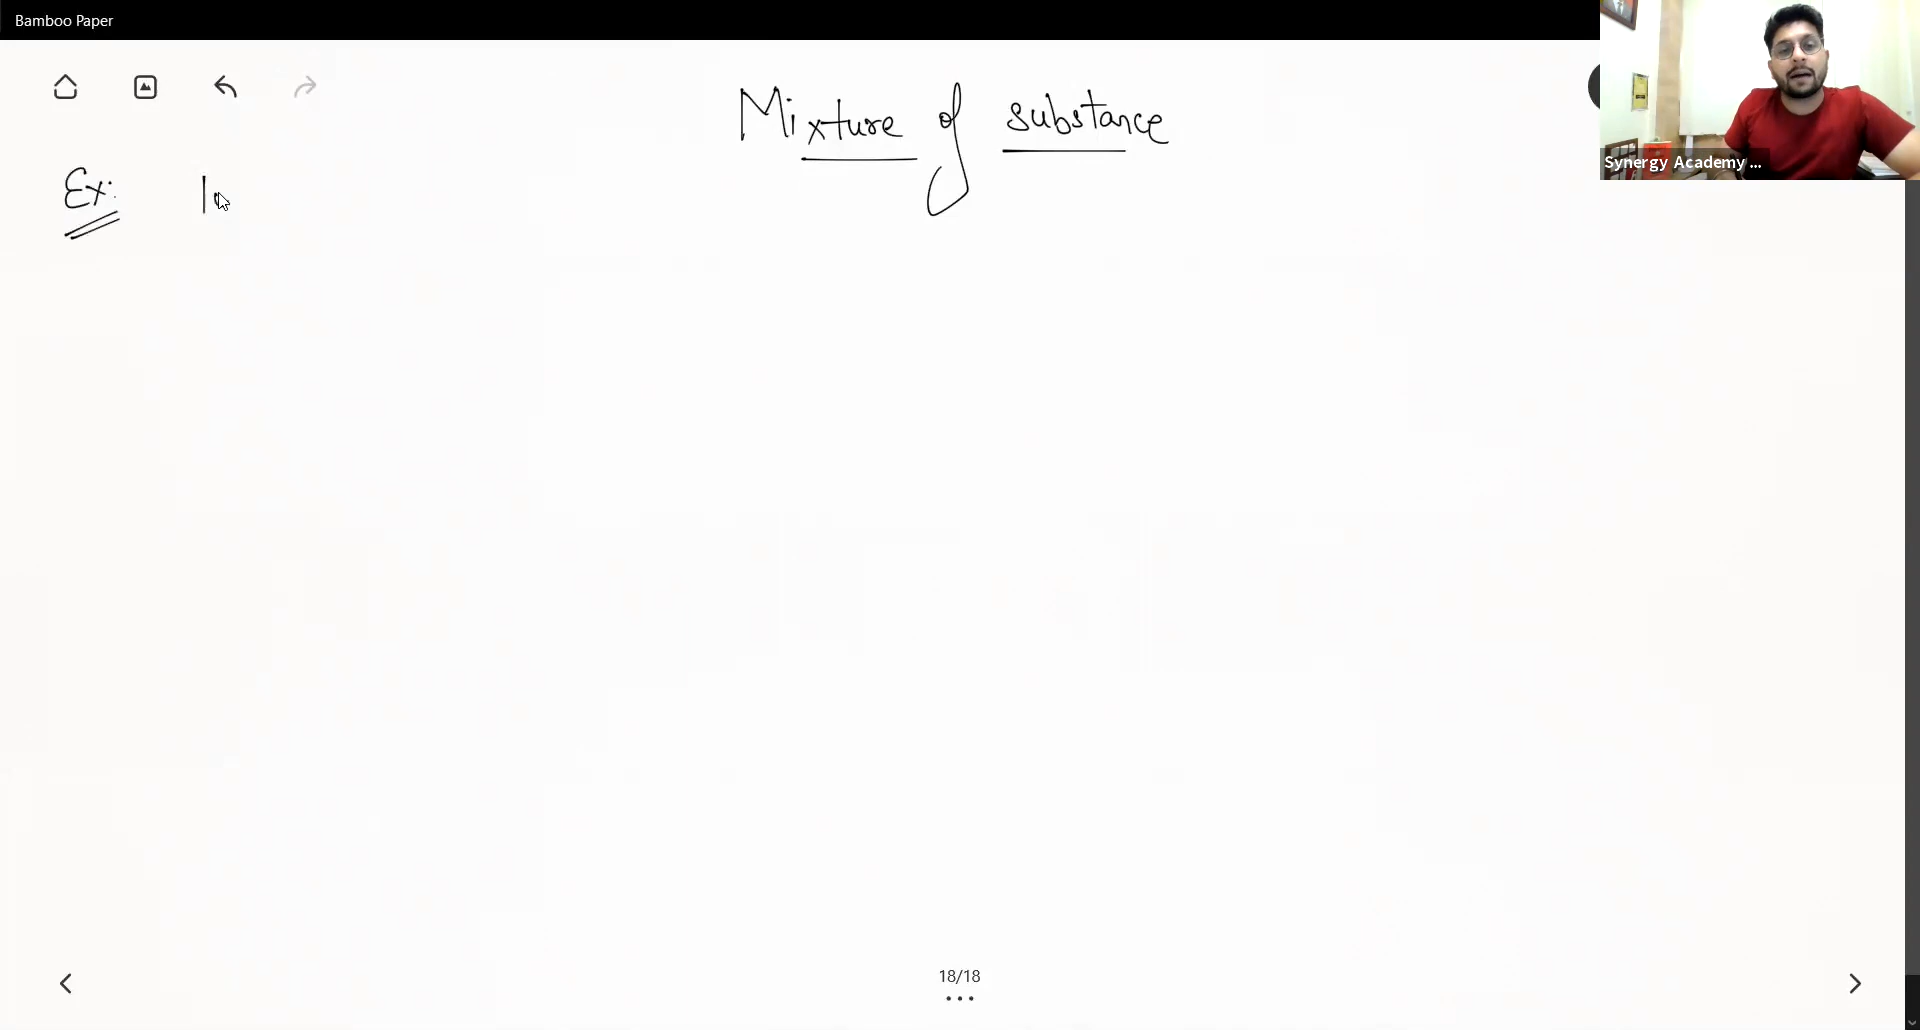 Bamboo Paper
Mixture of substance
Synergy Academy ...
Ex:
18/18